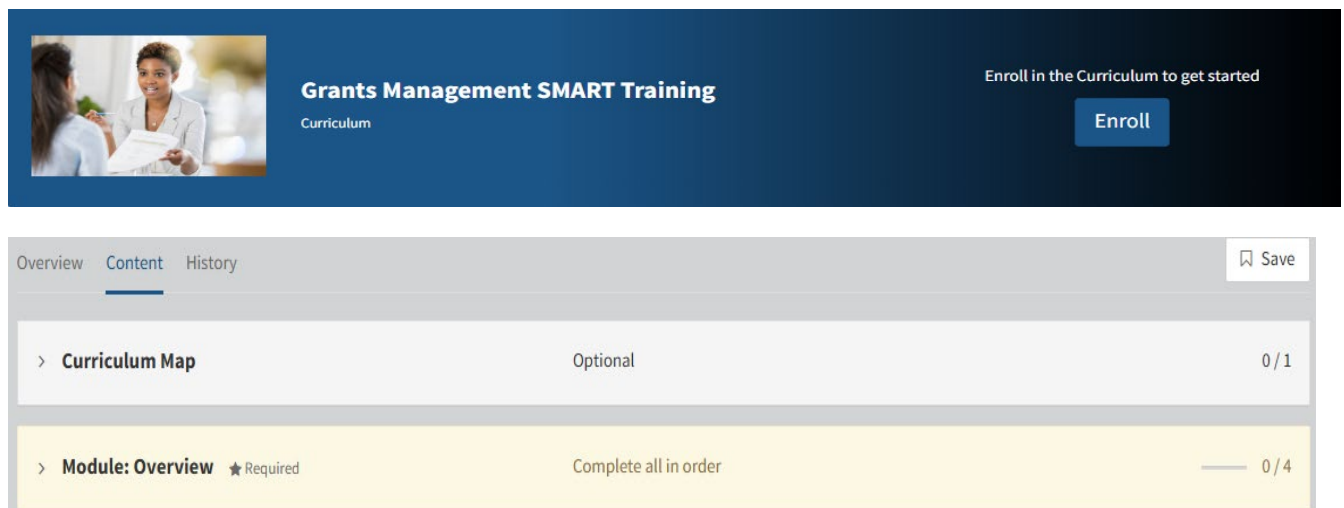 Grants Management SMART Training
Curriculum
Enroll in the Curriculum to get started
Enroll
Overview Content History
Save
Curriculum Map Optional 0 / 1
Module: Overview ★ Required Complete all in order 0 / 4